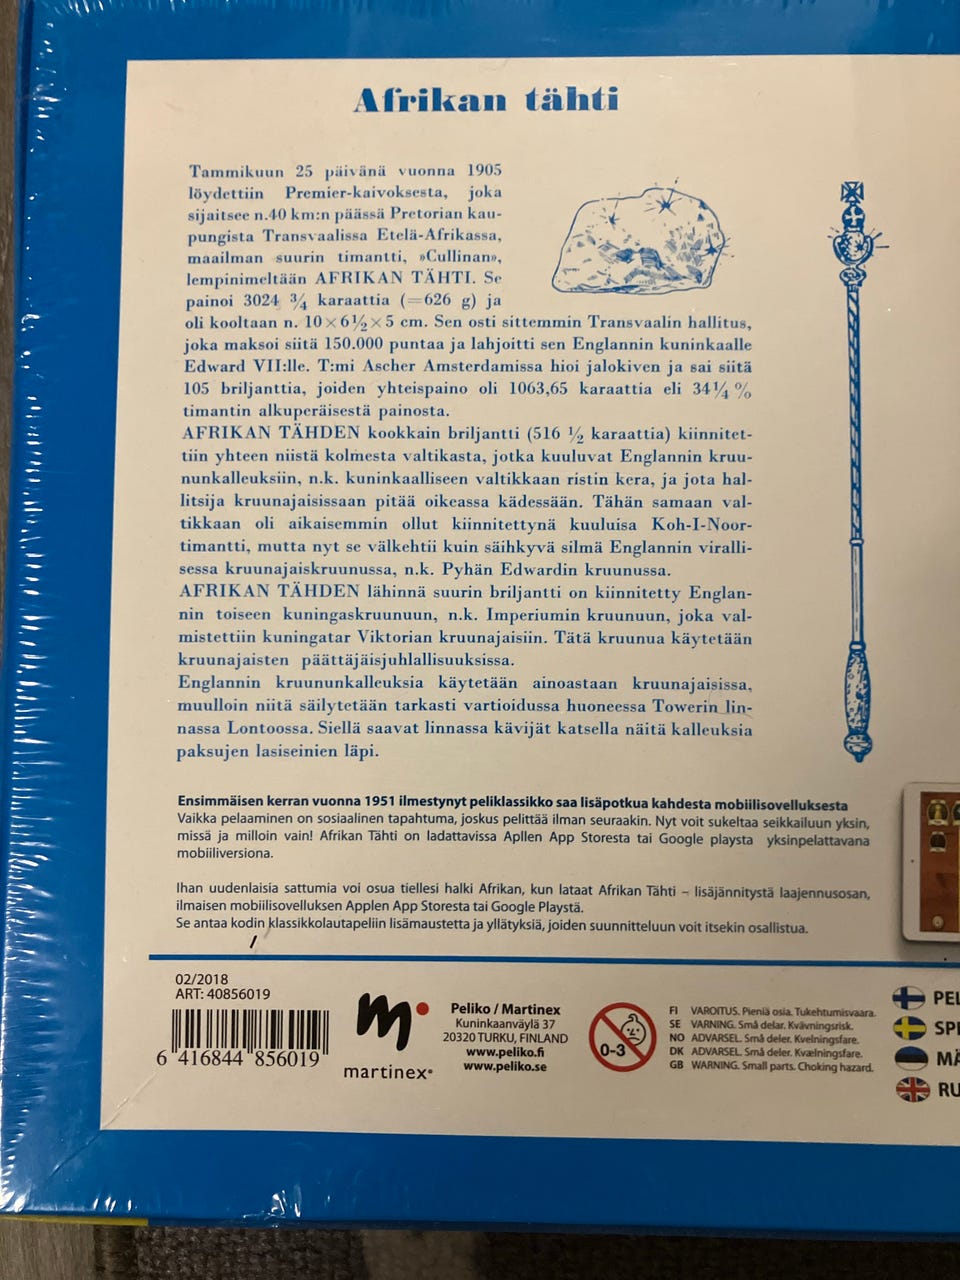 Afrikan tähti
Tammikuun 25 päivänä vuonna 1905
löydettiin Premier-kaivoksesta, joka
sijaitsee n.40 km:n päässä Pretorian kau-
pungista Transvaalissa Etelä-Afrikassa,
maailman suurin timantti, »Cullinan»,
lempinimeltään AFRIKAN TÄHTI. Se
painoi 3024 ¾ karaattia (=626 g) ja
oli kooltaan n. 10×6½×5 cm. Sen osti sittemmin Transvaalin hallitus,
joka maksoi siitä 150.000 puntaa ja lahjoitti sen Englannin kuninkaalle
Edward VII:lle. T:mi Ascher Amsterdamissa hioi jalokiven ja sai siitä
105 briljanttia, joiden yhteispaino oli 1063,65 karaattia eli 34¼ %
timantin alkuperäisestä painosta.
AFRIKAN TÄHDEN kookkain briljantti (516 ½ karaattia) kiinnitet-
tiin yhteen niistä kolmesta valtikasta, jotka kuuluvat Englannin kruu-
nunkalleuksiin, n.k. kuninkaalliseen valtikkaan ristin kera, ja jota hal-
litsija kruunajaisissaan pitää oikeassa kädessään. Tähän samaan val-
tikkaan oli aikaisemmin ollut kiinnitettynä kuuluisa Koh-I-Noor-
timantti, mutta nyt se välkehtii kuin säihkyvä silmä Englannin viralli-
sessa kruunajaiskruunussa, n.k. Pyhän Edwardin kruunussa.
AFRIKAN TÄHDEN lähinnä suurin briljantti on kiinnitetty Englan-
nin toiseen kuningaskruunuun, n.k. Imperiumin kruunuun, joka val-
mistettiin kuningatar Viktorian kruunajaisiin. Tätä kruunua käytetään
kruunajaisten päättäjäisjuhlallisuuksissa.
Englannin kruununkalleuksia käytetään ainoastaan kruunajaisissa,
muulloin niitä säilytetään tarkasti vartioidussa huoneessa Towerin lin-
nassa Lontoossa. Siellä saavat linnassa kävijät katsella näitä kalleuksia
paksujen lasiseinien läpi.
Ensimmäisen kerran vuonna 1951 ilmestynyt peliklassikko saa lisäpotkua kahdesta mobiilisovelluksesta
Vaikka pelaaminen on sosiaalinen tapahtuma, joskus pelittää ilman seuraakin. Nyt voit sukeltaa seikkailuun yksin,
missä ja milloin vain! Afrikan Tähti on ladattavissa Apllen App Storesta tai Google playsta yksinpelattavana
mobiiliversiona.
Ihan uudenlaisia sattumia voi osua tiellesi halki Afrikan, kun lataat Afrikan Tähti – lisäjännitystä laajennusosan,
ilmaisen mobiilisovelluksen Applen App Storesta tai Google Playstä.
Se antaa kodin klassikkolautapeliin lisämaustetta ja yllätyksiä, joiden suunnitteluun voit itsekin osallistua.
02/2018
ART: 40856019
6 416844 856019
martinex
Peliko / Martinex
Kuninkaanväylä 37
20320 TURKU, FINLAND
www.peliko.fi
www.peliko.se
0-3
FI VAROITUS. Pieniä osia. Tukehtumisvaara.
SE VARNING. Små delar. Kvävningsrisk.
NO ADVARSEL. Små deler. Kvelningsfare.
DK ADVARSEL. Små deler. Kvælningsfare.
GB WARNING. Small parts. Choking hazard.
PEL
SPE
MÄ
RU